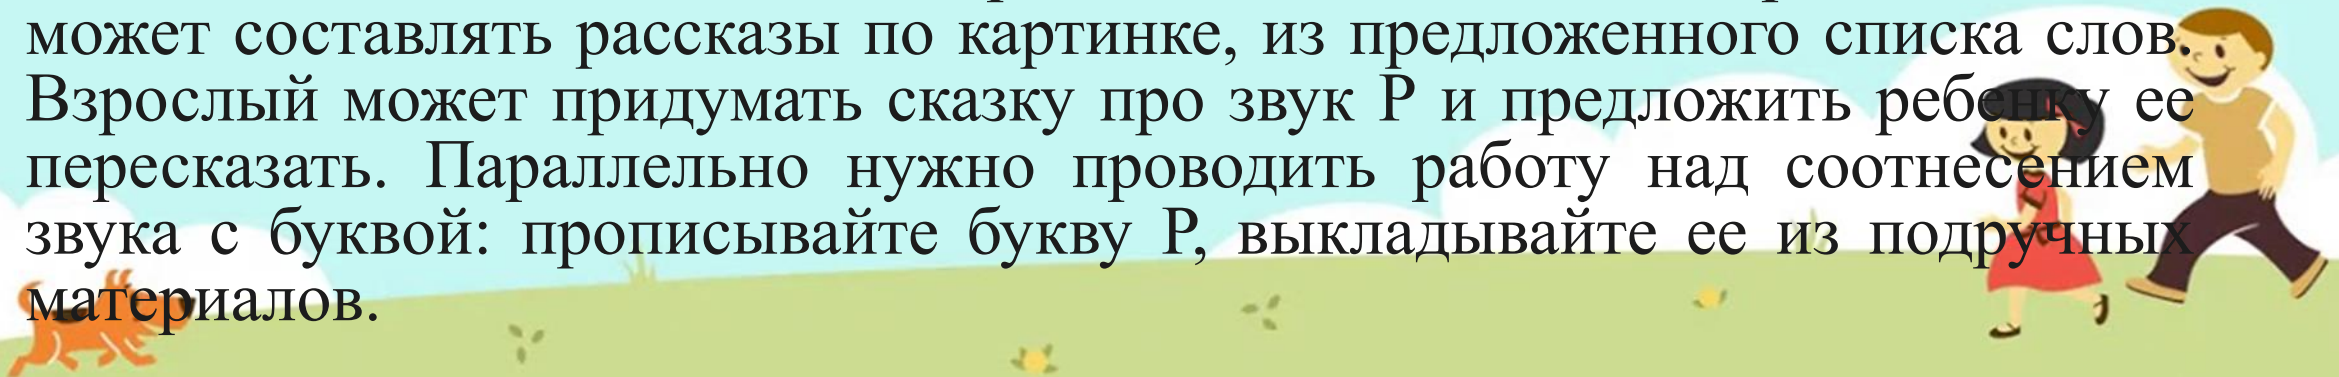 может составлять рассказы по картинке, из предложенного списка слов.
Взрослый может придумать сказку про звук Р и предложить ребенку ее
пересказать. Параллельно нужно проводить работу над соотнесением
звука с буквой: прописывайте букву Р, выкладывайте ее из подручных
материалов.